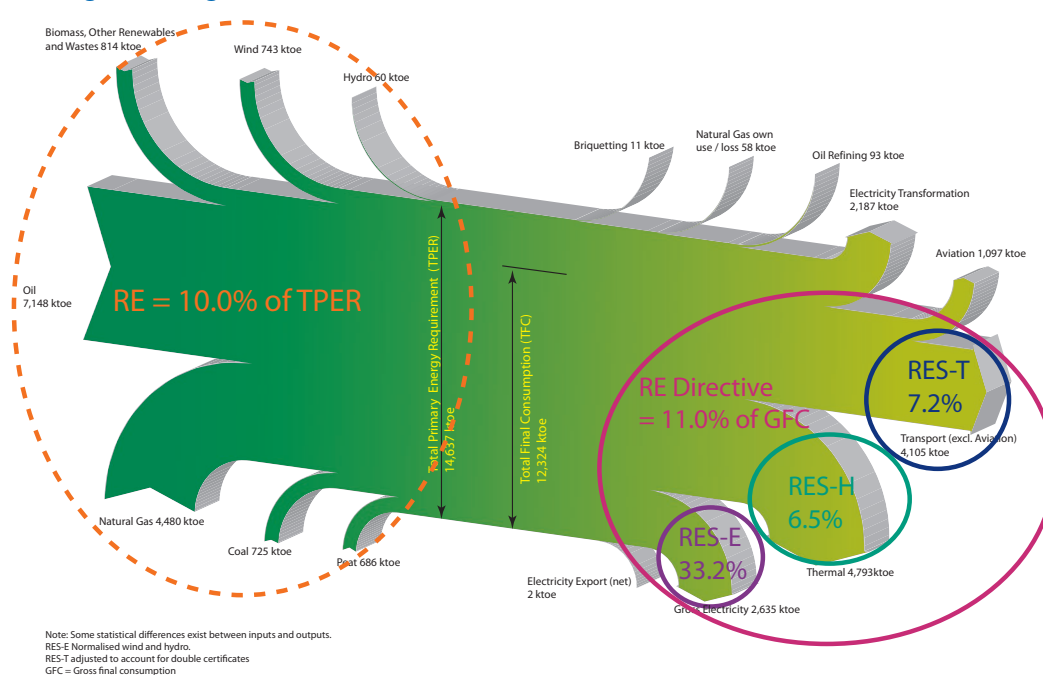 Biomass, Other Renewables
and Wastes 814 ktoe
Wind 743 ktoe
Hydro 60 ktoe
Briquetting 11 ktoe
Natural Gas own
use / loss 58 ktoe
Oil Refining 93 ktoe
Electricity Transformation
2,187 ktoe
Aviation 1,097 ktoe
Oil
7,148 ktoe
RE = 10.0% of TPER
Total Primary Energy Requirement (TPER)
14,637 ktoe
Total Final Consumption (TFC)
12,324 ktoe
RE Directive
= 11.0% of GFC
RES-T
7.2%
Transport (excl. Aviation)
4,105 ktoe
RES-H
6.5%
Thermal 4,793ktoe
RES-E
33.2%
Gross Electricity 2,635 ktoe
Electricity Export (net)
2 ktoe
Natural Gas 4,480 ktoe
Coal 725 ktoe
Peat 686 ktoe
Note: Some statistical differences exist between inputs and outputs.
RES-E Normalised wind and hydro.
RES-T adjusted to account for double certificates
GFC = Gross final consumption